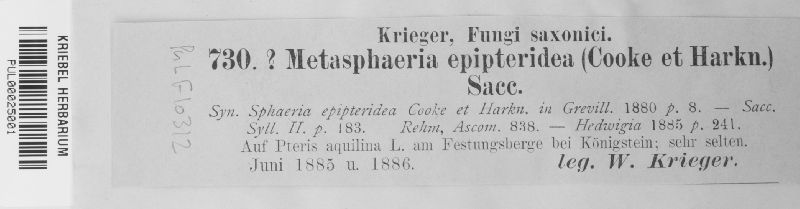 Krieger, Fungi saxonici.
730. ? Metasphaeria epipteridea (Cooke et Harkn.)
Sacc.
Syn. Sphaeria epipteridea Cooke et Harkn. in Grevill. 1880 p. 8. — Sacc.
Syll. II. p. 183. Rehm, Ascom. 838. — Hedwigia 1885 p. 241.
Auf Pteris aquilina L. am Festungsberge bei Königstein; sehr selten.
Juni 1885 u. 1886. leg. W. Krieger.
KRIEBEL HERBARIUM
PUL00025001
PUL F10312